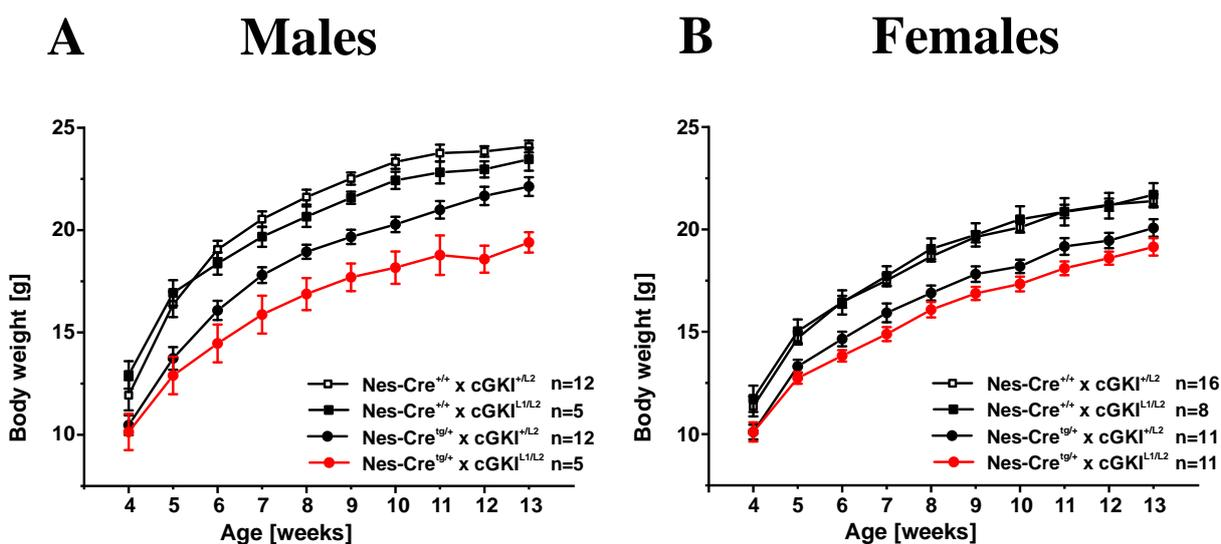 A Males
25
20
15
10
Body weight [g]
Nes-Cre+/+ x cGKI+/L2 n=12
Nes-Cre+/+ x cGKIL1/L2 n=5
Nes-Cretg/+ x cGKI+/L2 n=12
Nes-Cretg/+ x cGKIL1/L2 n=5
4 5 6 7 8 9 10 11 12 13
Age [weeks]
B Females
25
20
15
10
Body weight [g]
Nes-Cre+/+ x cGKI+/L2 n=16
Nes-Cre+/+ x cGKIL1/L2 n=8
Nes-Cretg/+ x cGKI+/L2 n=11
Nes-Cretg/+ x cGKIL1/L2 n=11
4 5 6 7 8 9 10 11 12 13
Age [weeks]